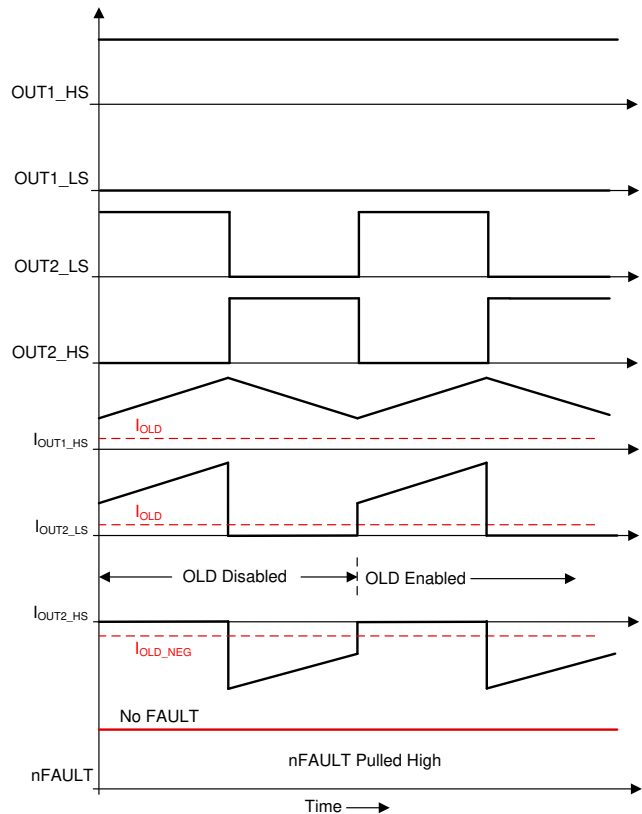 OUT1_HS
OUT1_LS
OUT2_LS
OUT2_HS
IOLD
IOUT1_HS
IOLD
IOUT2_LS
OLD Disabled
OLD Enabled
IOUT2_HS
IOLD_NEG
No FAULT
nFAULT Pulled High
nFAULT
Time